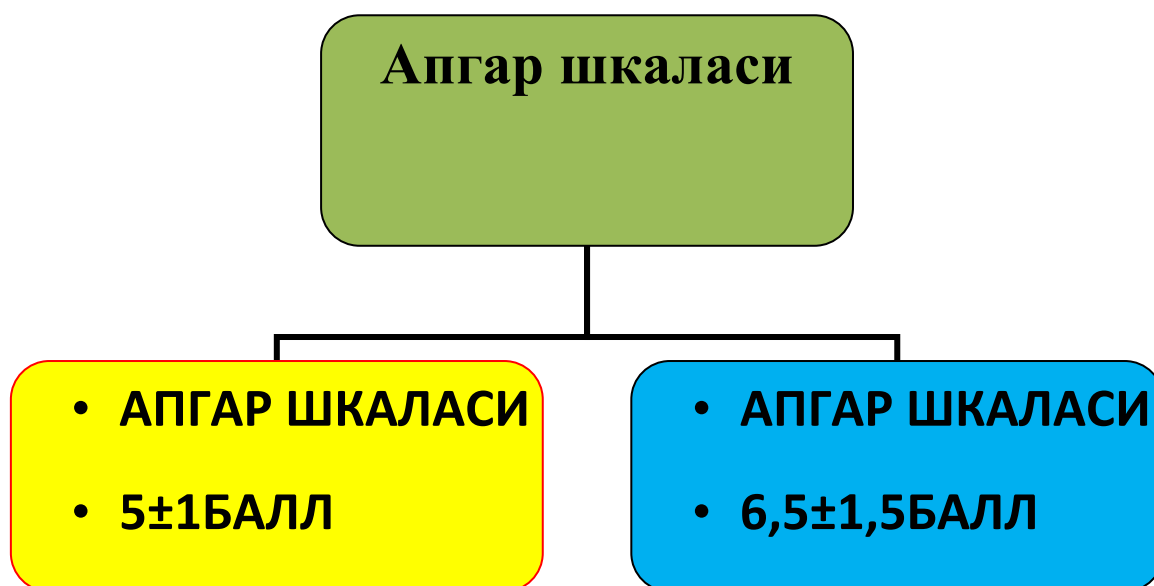 Апгар шкаласи
• АПГАР ШКАЛАСИ
• 5±1БАЛЛ
• АПГАР ШКАЛАСИ
• 6,5±1,5БАЛЛ